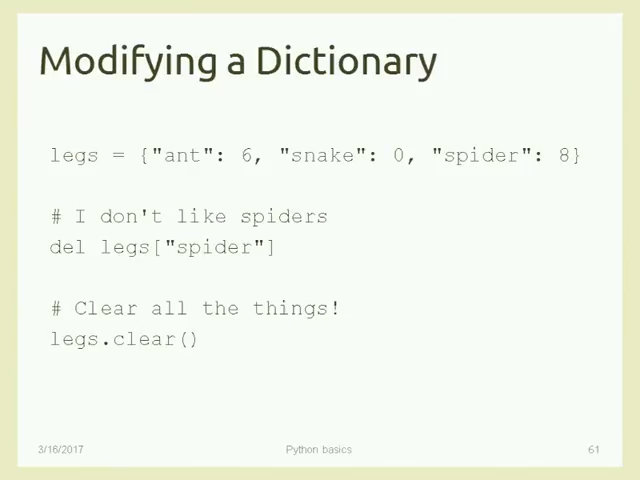 Modifying a Dictionary
legs = {"ant": 6, "snake": 0, "spider": 8}
# I don't like spiders
del legs["spider"]
# Clear all the things!
legs.clear()
3/16/2017
Python basics
61